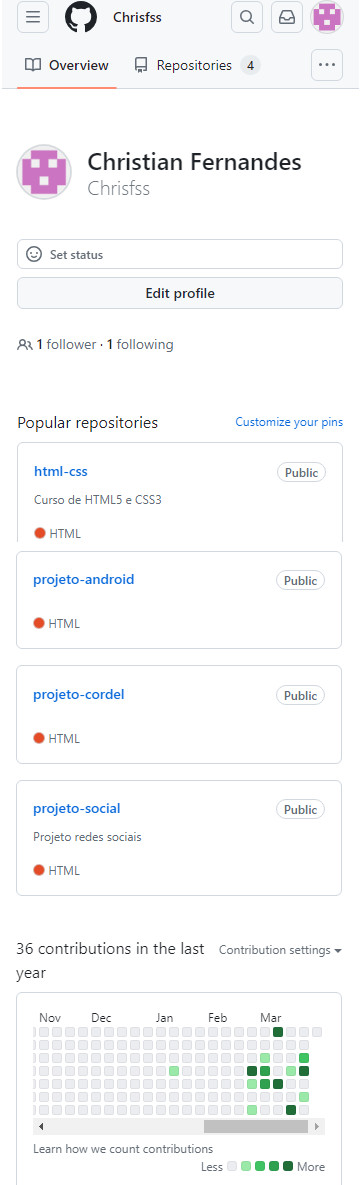 Chrisfss
Overview Repositories 4
Christian Fernandes
Chrisfss
Set status
Edit profile
1 follower · 1 following
Popular repositories Customize your pins
html-css Public
Curso de HTML5 e CSS3
HTML
projeto-android Public
HTML
projeto-cordel Public
HTML
projeto-social Public
Projeto redes sociais
HTML
36 contributions in the last Contribution settings
year
Nov Dec Jan Feb Mar
Learn how we count contributions
Less More